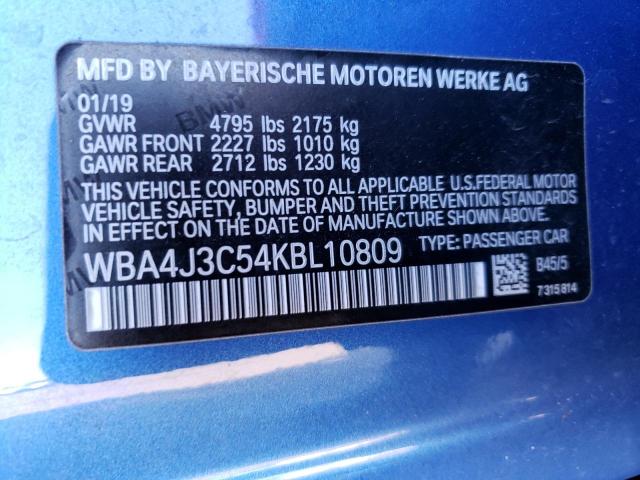 MFD BY BAYERISCHE MOTOREN WERKE AG
01/19
GVWR 4795 lbs 2175 kg
GAWR FRONT 2227 lbs 1010 kg
GAWR REAR 2712 lbs 1230 kg
THIS VEHICLE CONFORMS TO ALL APPLICABLE U.S.FEDERAL MOTOR
VEHICLE SAFETY, BUMPER AND THEFT PREVENTION STANDARDS
IN EFFECT ON THE DATE OF MANUFACTURE SHOWN ABOVE.
WBA4J3C54KBL10809 TYPE: PASSENGER CAR
B45/5
7315814
BMW